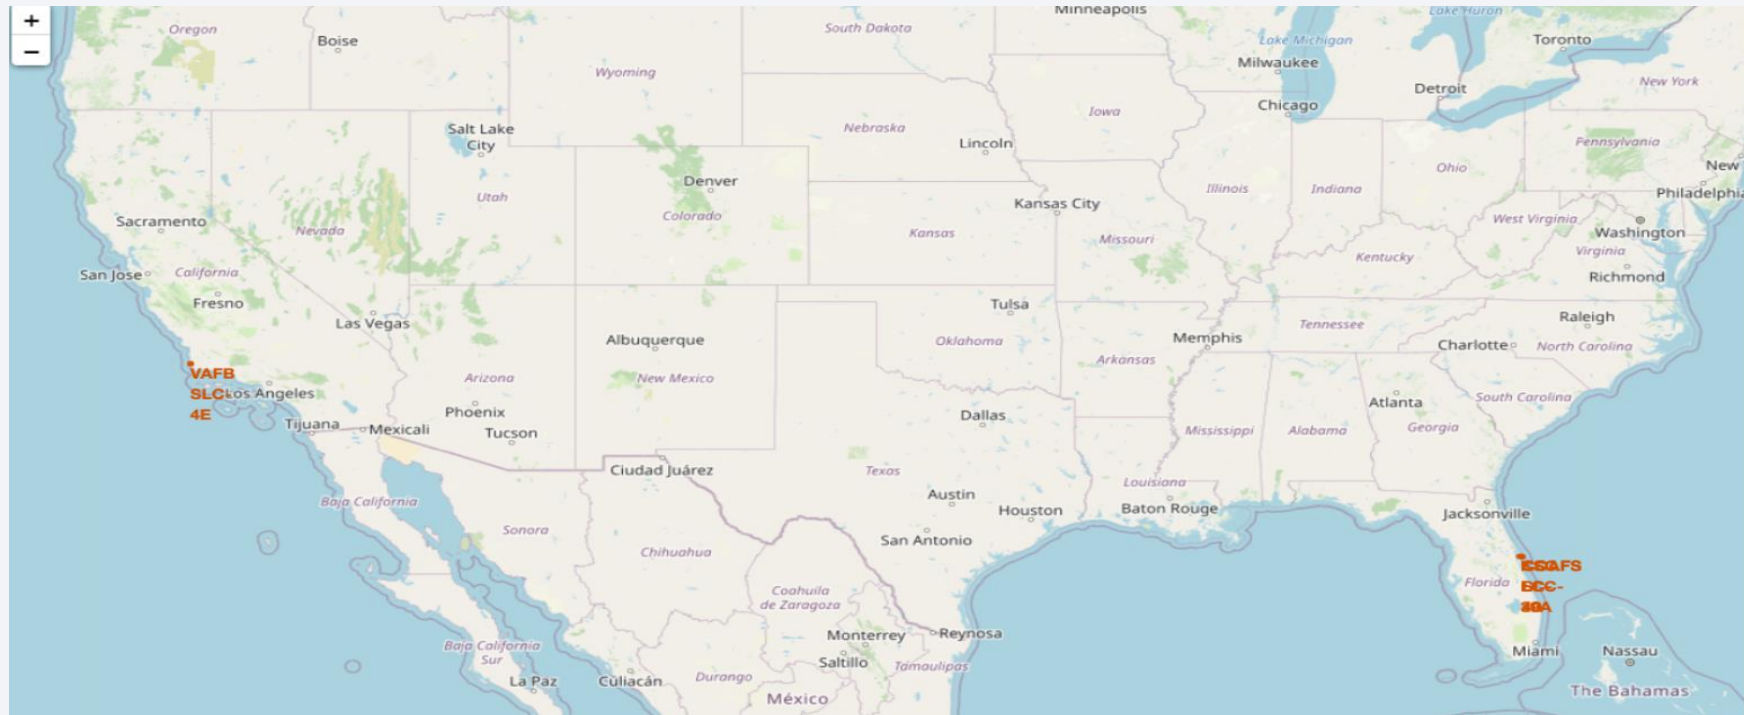 +
−
Oregon
Boise
South Dakota
Minneapolis
Lake Huron
Toronto
Lake Michigan
Milwaukee
Wyoming
Detroit
New York
Chicago
Iowa
Salt Lake
City
Nebraska
Lincoln
Pennsylvania
New
Denver
Ohio
Philadelphia
Utah
Illinois
Indiana
Kansas City
Colorado
Sacramento
Nevada
Kansas
Missouri
West Virginia
Washington
Virginia
Kentucky
San Jose
California
Richmond
Fresno
Tulsa
Las Vegas
Raleigh
Tennessee
Albuquerque
Oklahoma
Memphis
Charlotte
North Carolina
Arkansas
VAFB
SLC-
4E
Los Angeles
Arizona
New Mexico
South Carolina
Atlanta
Phoenix
Dallas
Tijuana
Mexicali
Tucson
Mississippi
Alabama
Georgia
Ciudad Juárez
Texas
Louisiana
Baja California
Austin
Houston
Baton Rouge
Jacksonville
Sonora
San Antonio
Chihuahua
Florida
Coahuila
de Zaragoza
Monterrey
Reynosa
Baja California
Sur
Saltillo
Tamaulipas
Miami
Nassau
La Paz
Culiacán
Durango
México
The Bahamas